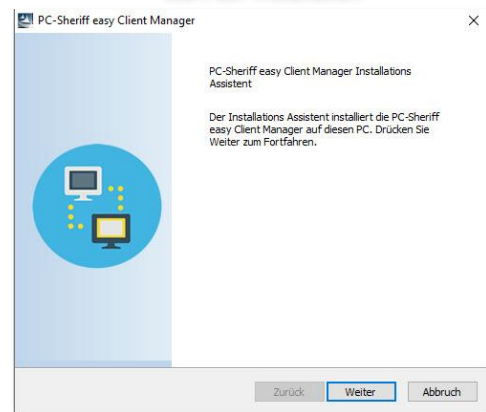 PC-Sheriff easy Client Manager
PC-Sheriff easy Client Manager Installations
Assistent
Der Installations Assistent installiert die PC-Sheriff
easy Client Manager auf diesen PC. Drücken Sie
Weiter zum Fortfahren.
Zurück Weiter Abbruch